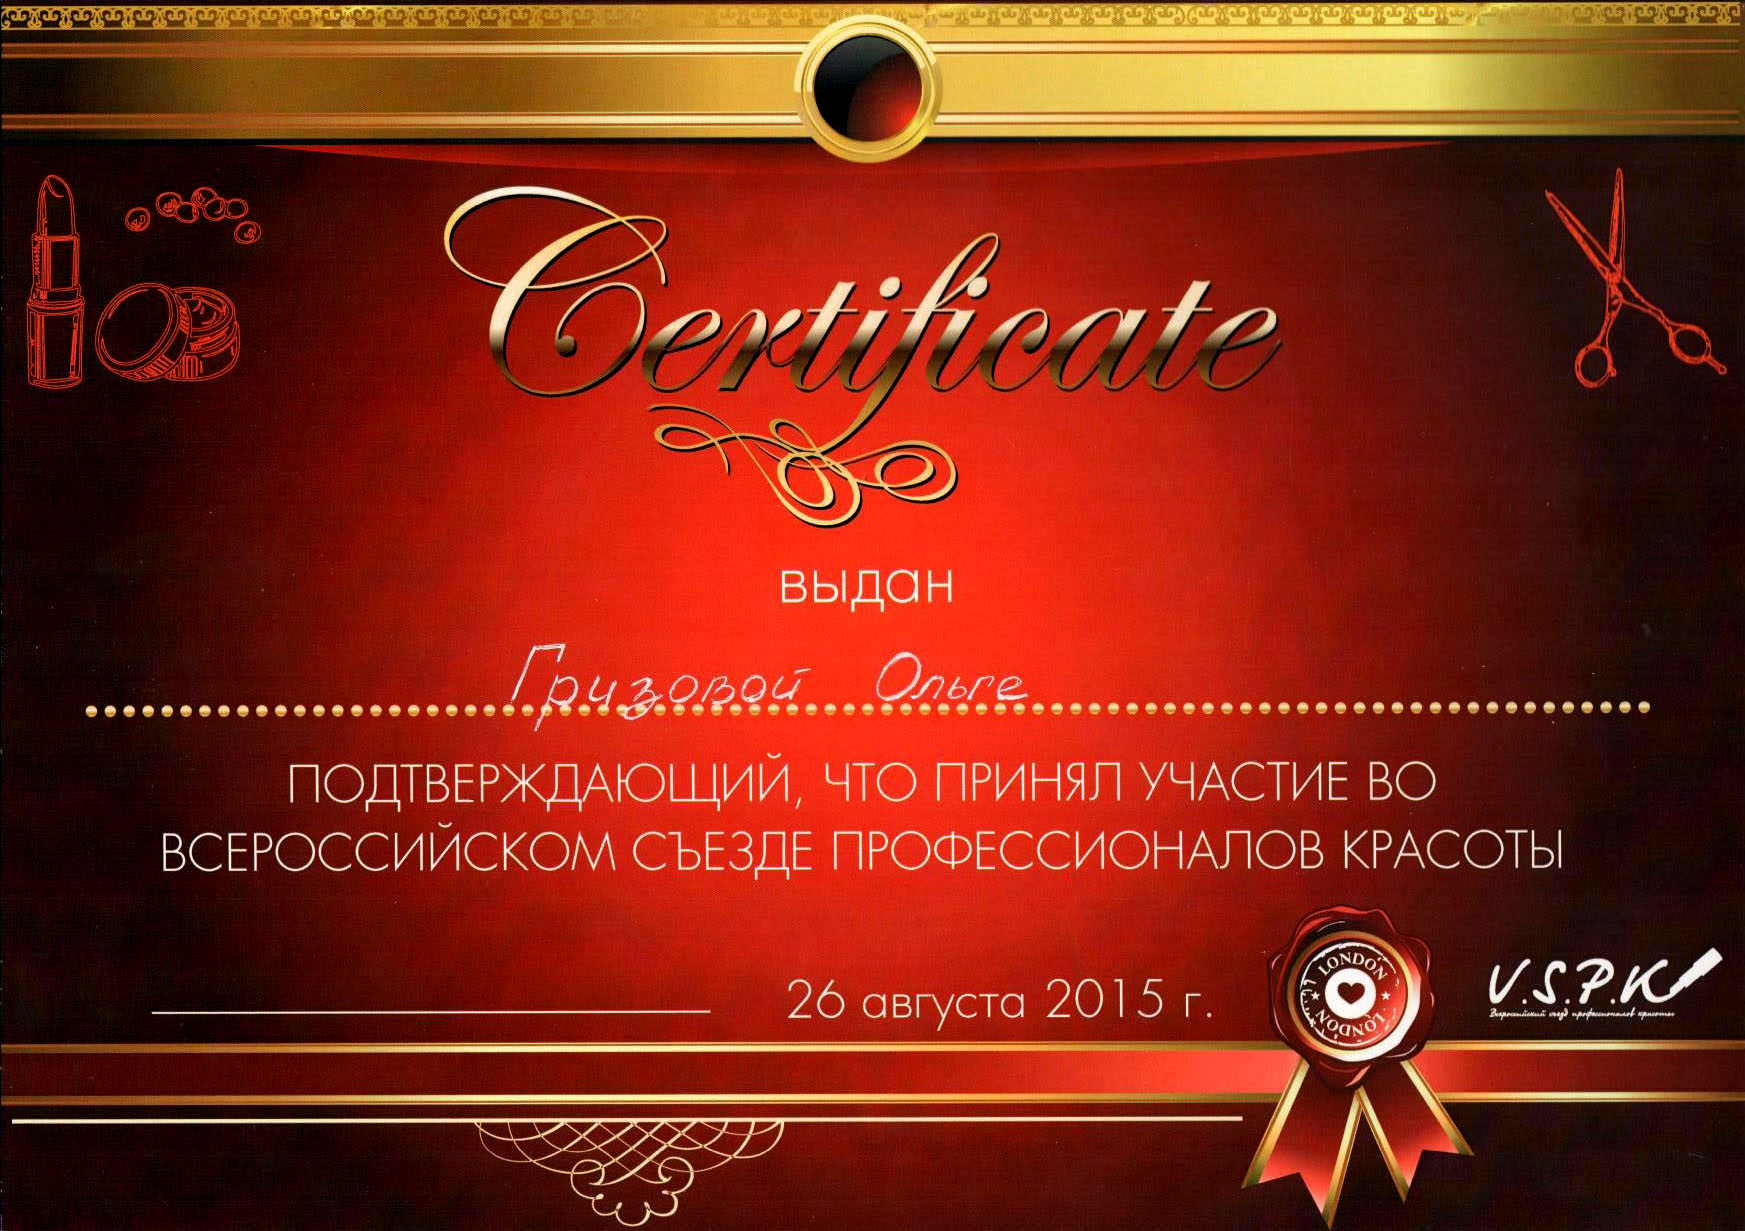 Certificate
выдан
Гризовой Ольге
ПОДТВЕРЖДАЮЩИЙ, ЧТО ПРИНЯЛ УЧАСТИЕ ВО
ВСЕРОССИЙСКОМ СЪЕЗДЕ ПРОФЕССИОНАЛОВ КРАСОТЫ
26 августа 2015 г.
LONDON
LONDON
V.S.P.K
Всероссийский съезд профессионалов красоты